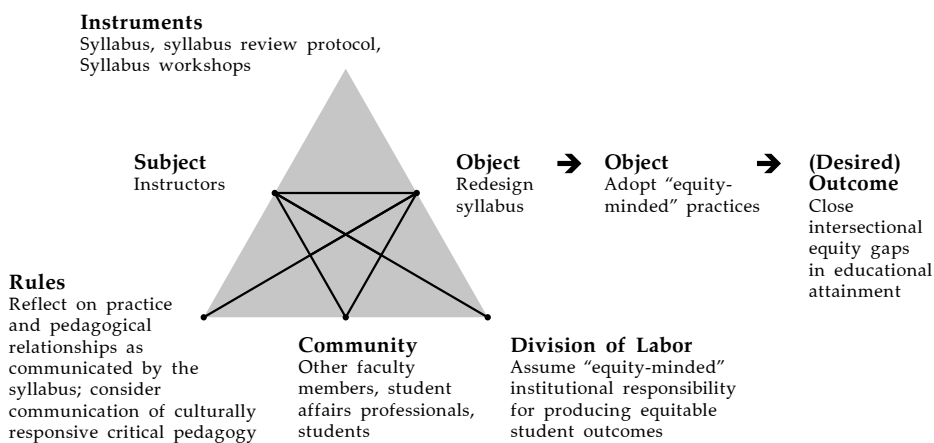 Instruments
Syllabus, syllabus review protocol,
Syllabus workshops
Subject
Instructors
Object
Redesign
syllabus
➔
Object
Adopt “equity-
minded” practices
➔
(Desired)
Outcome
Close
intersectional
equity gaps
in educational
attainment
Rules
Reflect on practice
and pedagogical
relationships as
communicated by the
syllabus; consider
communication of culturally
responsive critical pedagogy
Community
Other faculty
members, student
affairs professionals,
students
Division of Labor
Assume “equity-minded”
institutional responsibility
for producing equitable
student outcomes